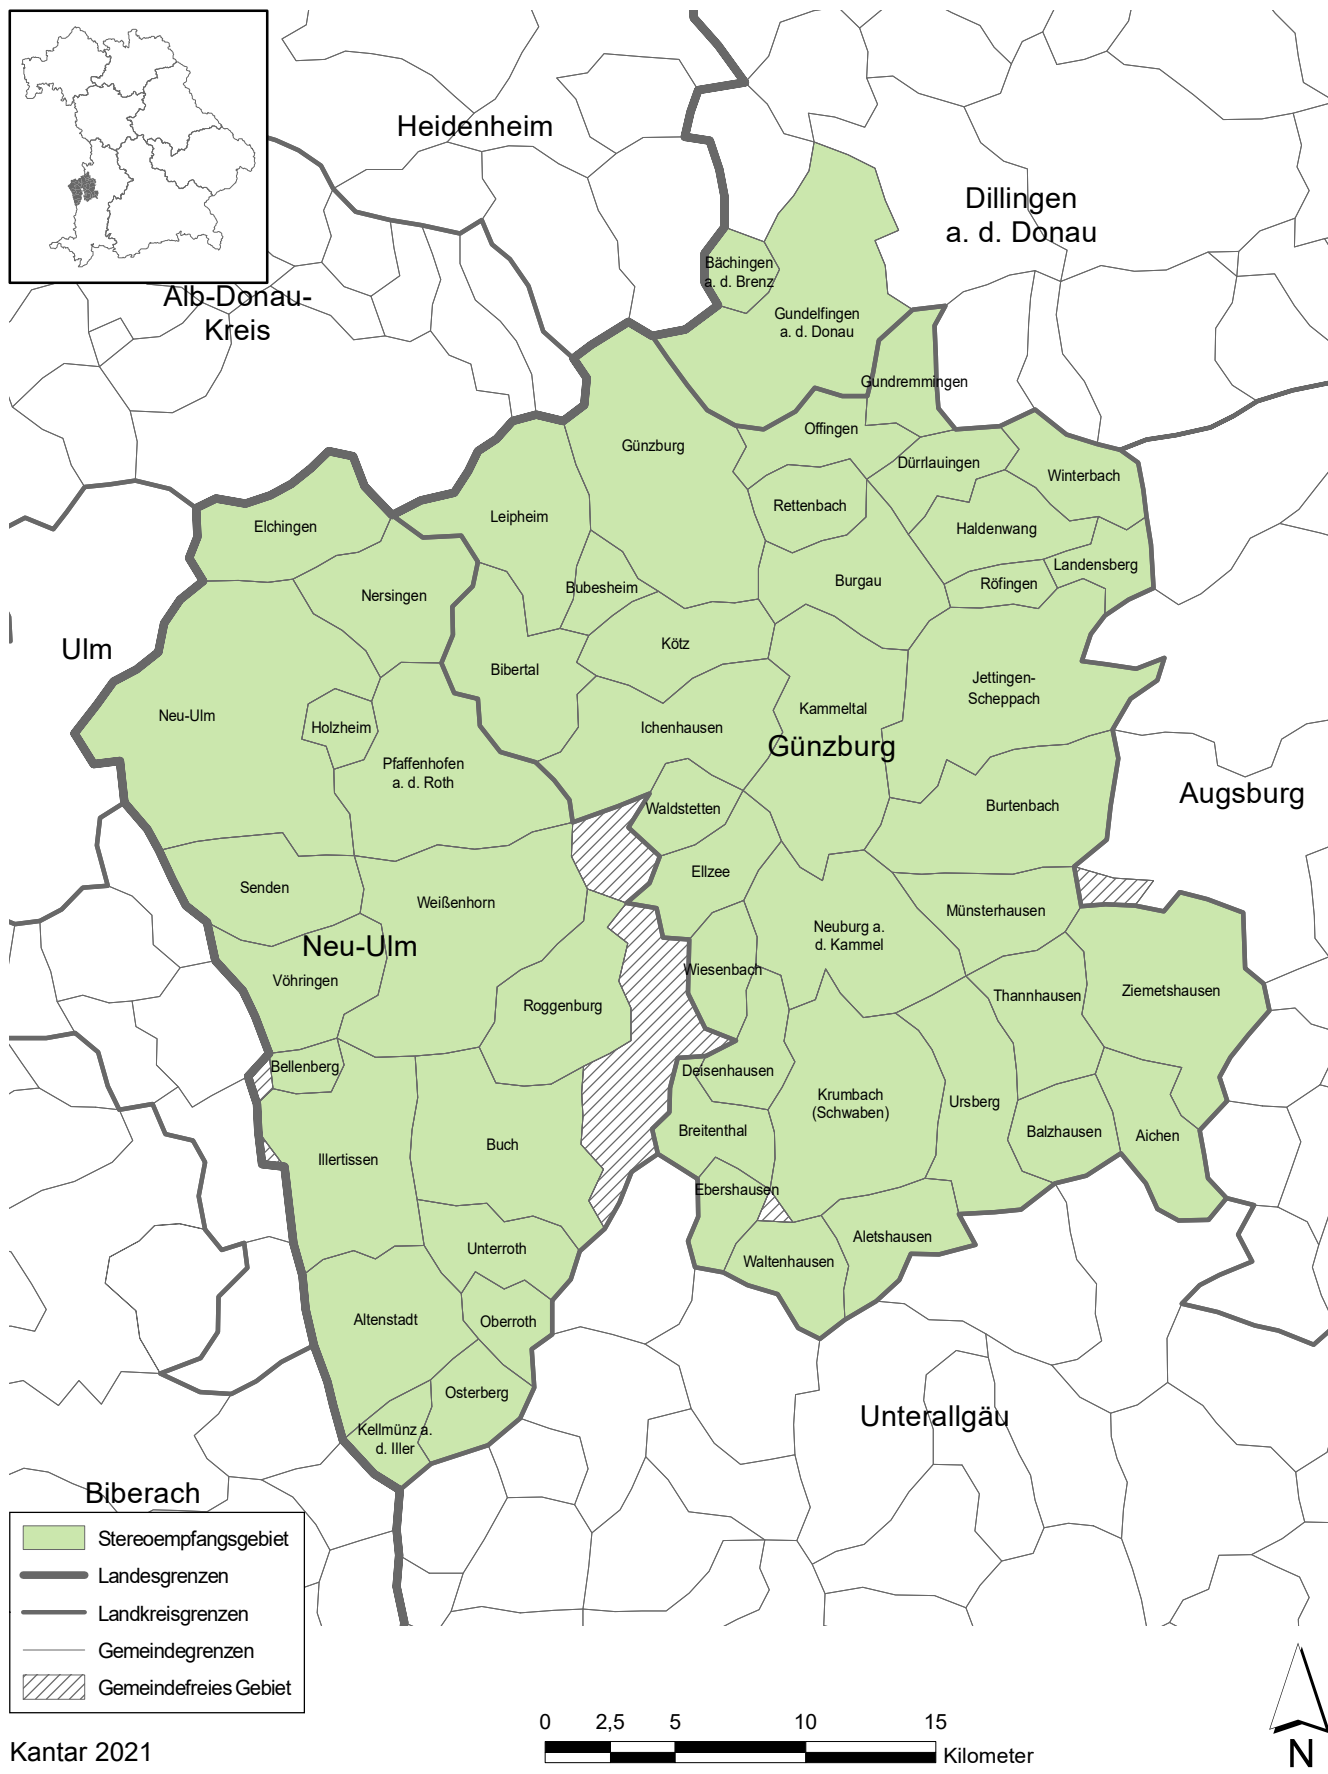 Heidenheim
Dillingen
a. d. Donau
Alb-Donau-
Kreis
Bächingen
a. d. Brenz
Gundelfingen
a. d. Donau
Gundremmingen
Offingen
Günzburg
Dürrlauingen
Winterbach
Rettenbach
Leipheim
Elchingen
Haldenwang
Landensberg
Burgau
Röfingen
Bubesheim
Nersingen
Ulm
Kötz
Bibertal
Jettingen-
Scheppach
Neu-Ulm
Holzheim
Ichenhausen
Kammeltal
Günzburg
Pfaffenhofen
a. d. Roth
Augsburg
Waldstetten
Burtenbach
Ellzee
Senden
Weißenhorn
Münsterhausen
Neuburg a.
d. Kammel
Neu-Ulm
Wiesenbach
Vöhringen
Roggenburg
Thannhausen
Ziemetshausen
Bellenberg
Deisenhausen
Krumbach
(Schwaben)
Ursberg
Breitenthal
Balzhausen
Aichen
Buch
Illertissen
Ebershausen
Aletshausen
Unterroth
Waltenhausen
Altenstadt
Oberroth
Osterberg
Kellmünz a.
d. Iller
Unterallgäu
Biberach
Stereoempfangsgebiet
Landesgrenzen
Landkreisgrenzen
Gemeindegrenzen
Gemeindefreies Gebiet
0 2,5 5 10 15
Kilometer
N
Kantar 2021